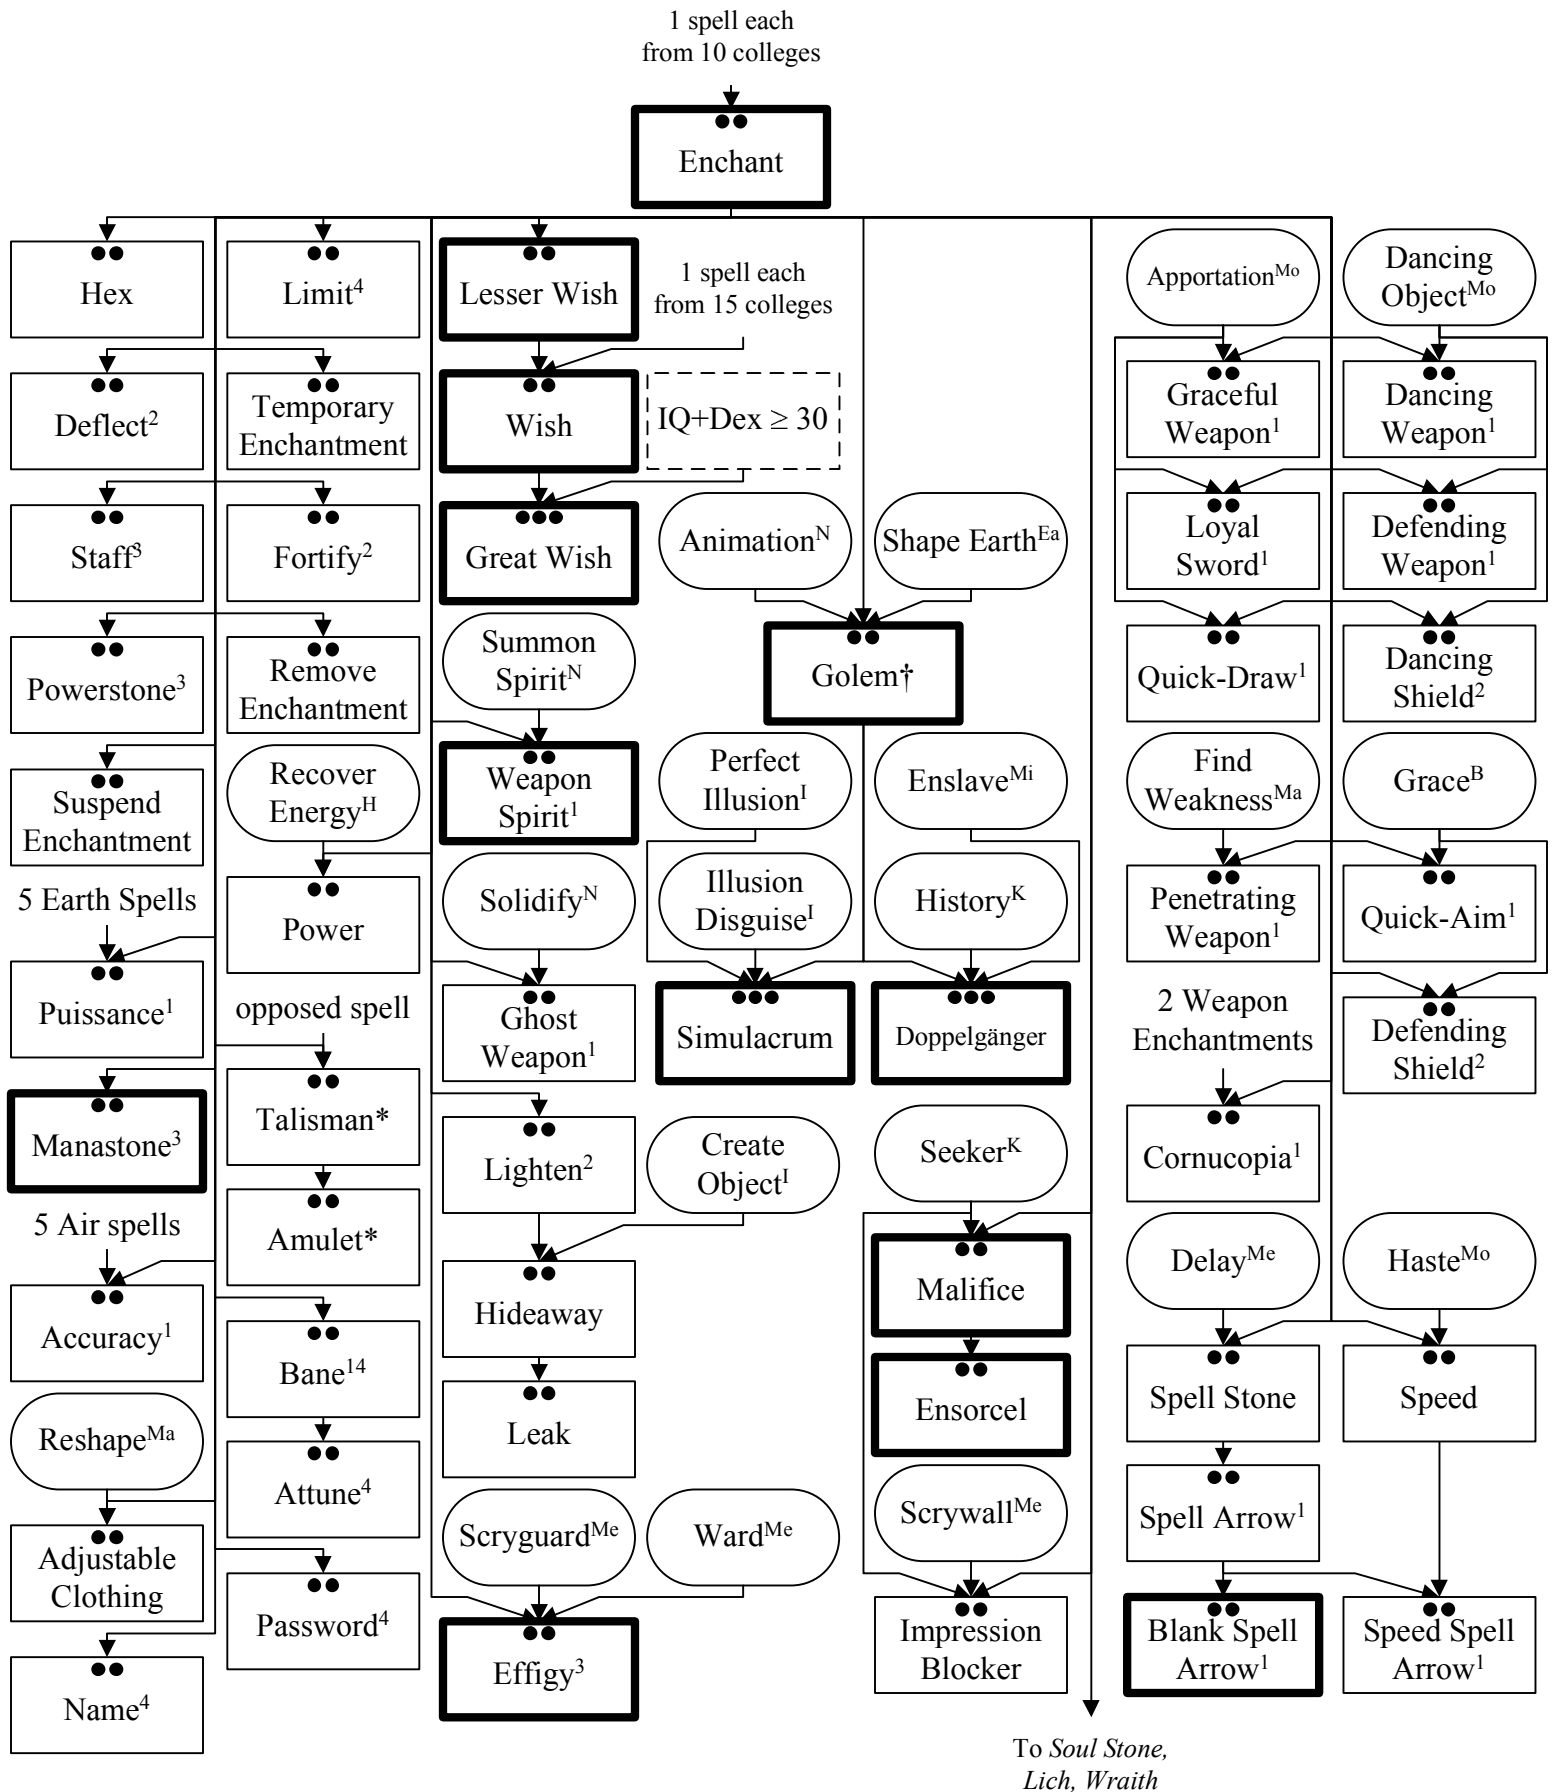 1 spell each
from 10 colleges
Enchant
Hex
Limit⁴
Lesser Wish
1 spell each
from 15 colleges
Apportationᴹᵒ
Dancing
Objectᴹᵒ
Deflect²
Temporary
Enchantment
Wish
IQ+Dex ≥ 30
Graceful
Weapon¹
Dancing
Weapon¹
Staff³
Fortify²
Great Wish
Animationᴺ
Shape Earthᴱᵃ
Loyal
Sword¹
Defending
Weapon¹
Powerstone³
Remove
Enchantment
Summon
Spiritᴺ
Golem†
Quick-Draw¹
Dancing
Shield²
Suspend
Enchantment
Recover
Energyᴴ
Weapon
Spirit¹
Perfect
Illusionᴵ
Enslaveᴹⁱ
Find
Weaknessᴹᵃ
Graceᴮ
5 Earth Spells
Power
Solidifyᴺ
Illusion
Disguiseᴵ
Historyᴷ
Penetrating
Weapon¹
Quick-Aim¹
Puissance¹
opposed spell
Ghost
Weapon¹
Simulacrum
Doppelgänger
2 Weapon
Enchantments
Defending
Shield²
Manastone³
Talisman*
Lighten²
Create
Objectᴵ
Seekerᴷ
Cornucopia¹
5 Air spells
Amulet*
Hideaway
Malifice
Delayᴹᵉ
Hasteᴹᵒ
Accuracy¹
Bane¹⁴
Leak
Ensorcel
Spell Stone
Speed
Reshapeᴹᵃ
Attune⁴
Scryguardᴹᵉ
Wardᴹᵉ
Scrywallᴹᵉ
Spell Arrow¹
Adjustable
Clothing
Password⁴
Effigy³
Impression
Blocker
Blank Spell
Arrow¹
Speed Spell
Arrow¹
Name⁴
To Soul Stone,
Lich, Wraith